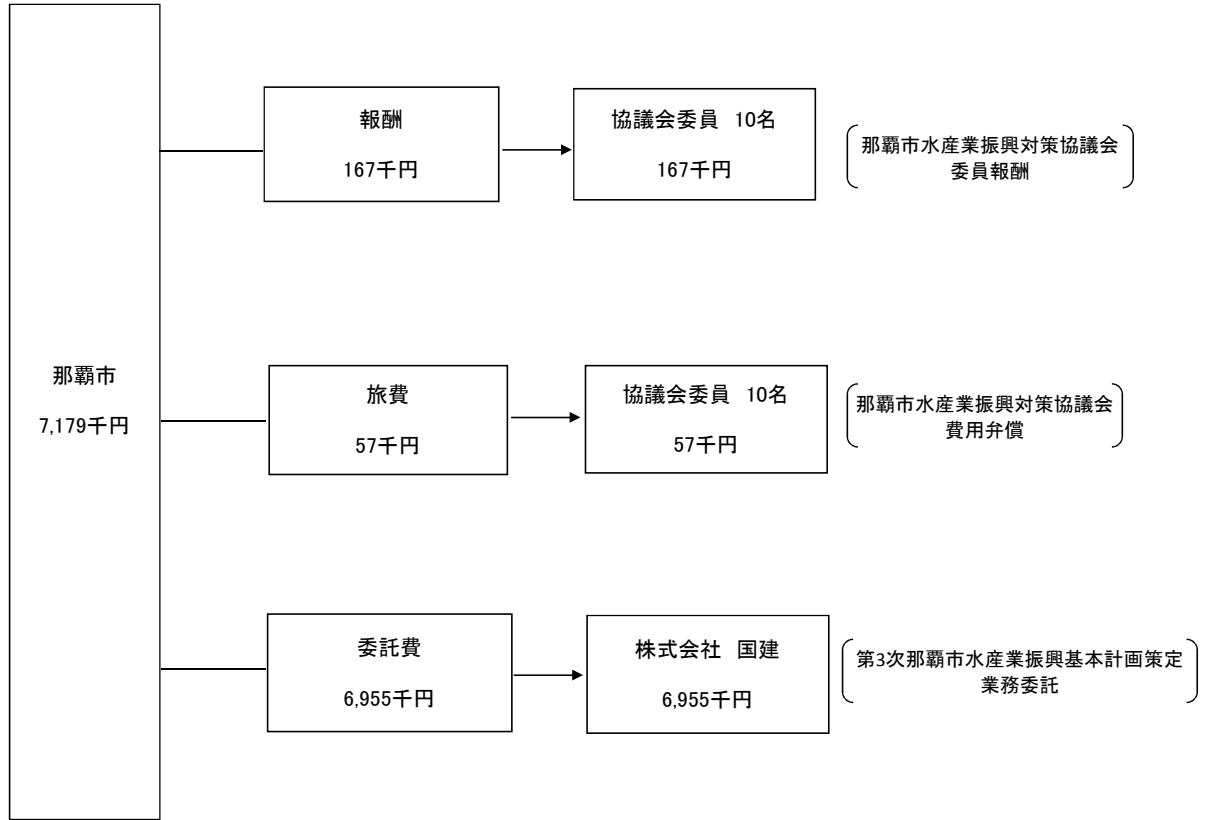 那覇市
7,179千円
報酬
167千円
協議会委員 10名
167千円
那覇市水産業振興対策協議会
委員報酬
旅費
57千円
協議会委員 10名
57千円
那覇市水産業振興対策協議会
費用弁償
委託費
6,955千円
株式会社 国建
6,955千円
第3次那覇市水産業振興基本計画策定
業務委託